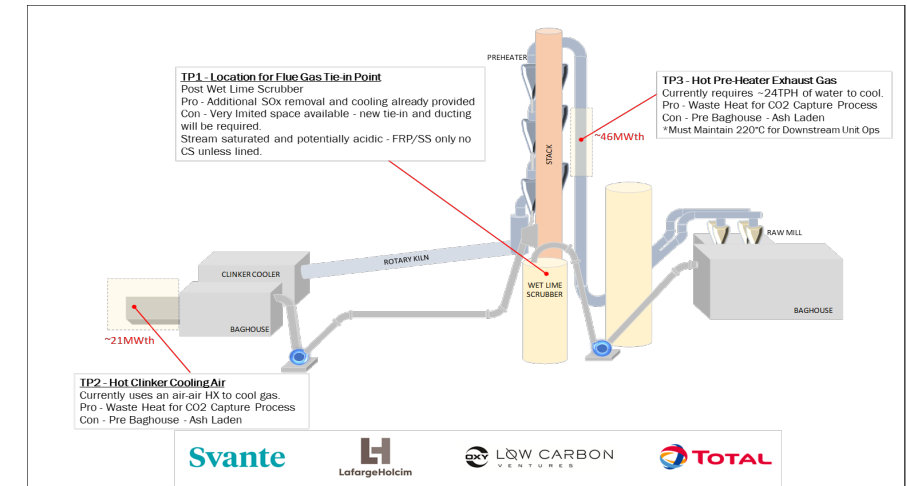 PREHEATER
TP1 - Location for Flue Gas Tie-in Point
Post Wet Lime Scrubber
Pro - Additional SOx removal and cooling already provided
Con - Very lmited space available - new tie-in and ducting
will be required.
Stream saturated and potentially acidic - FRP/SS only no
CS unless lined.
TP3 - Hot Pre-Heater Exhaust Gas
Currently requires ~24TPH of water to cool.
Pro - Waste Heat for CO2 Capture Process
Con - Pre Baghouse - Ash Laden
*Must Maintain 220°C for Downstream Unit Ops
~46MWth
STACK
RAW MILL
ROTARY KILN
CLINKER COOLER
WET LIME
SCRUBBER
BAGHOUSE
BAGHOUSE
~21MWth
TP2 - Hot Clinker Cooling Air
Currently uses an air-air HX to cool gas.
Pro - Waste Heat for CO2 Capture Process
Con - Pre Baghouse - Ash Laden
Svante
LafargeHolcim
OXY LOW CARBON
VENTURES
TOTAL